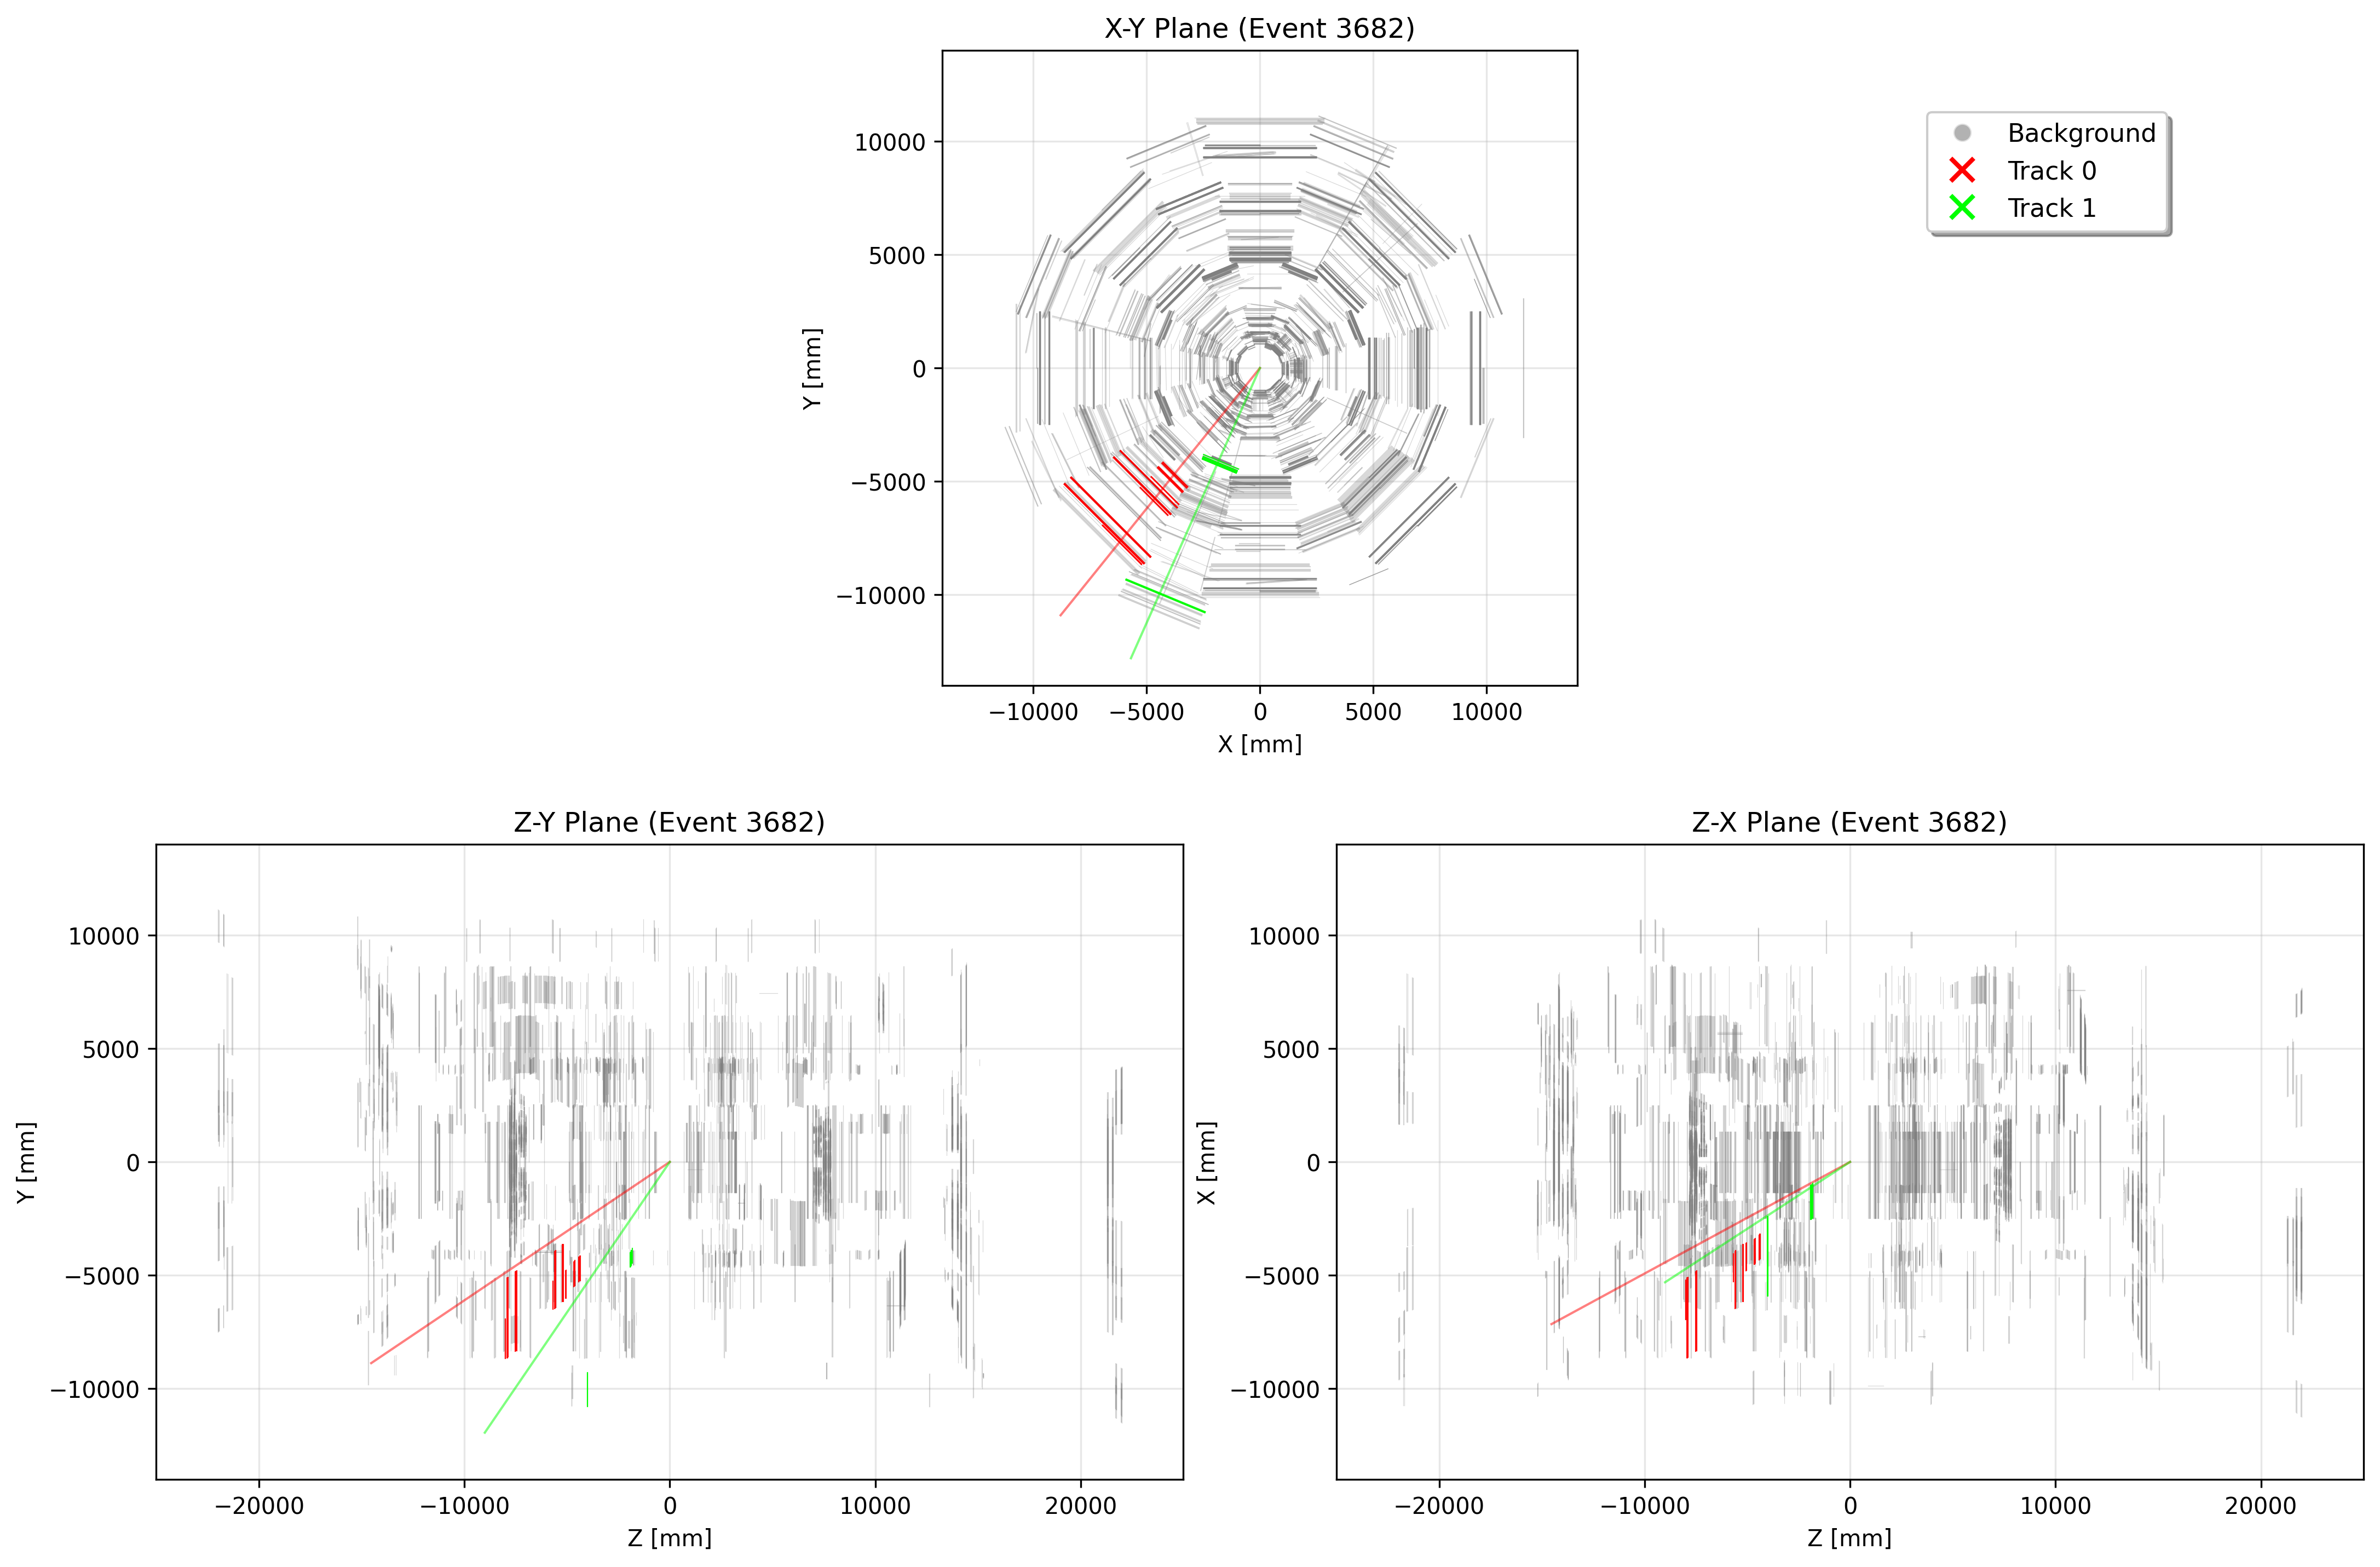 X-Y Plane (Event 3682)
10000
5000
0
−5000
−10000
Y [mm]
−10000 −5000 0 5000 10000
X [mm]
Background
Track 0
Track 1
Z-Y Plane (Event 3682)
10000
5000
0
−5000
−10000
Y [mm]
−20000 −10000 0 10000 20000
Z [mm]
Z-X Plane (Event 3682)
10000
5000
0
−5000
−10000
X [mm]
−20000 −10000 0 10000 20000
Z [mm]